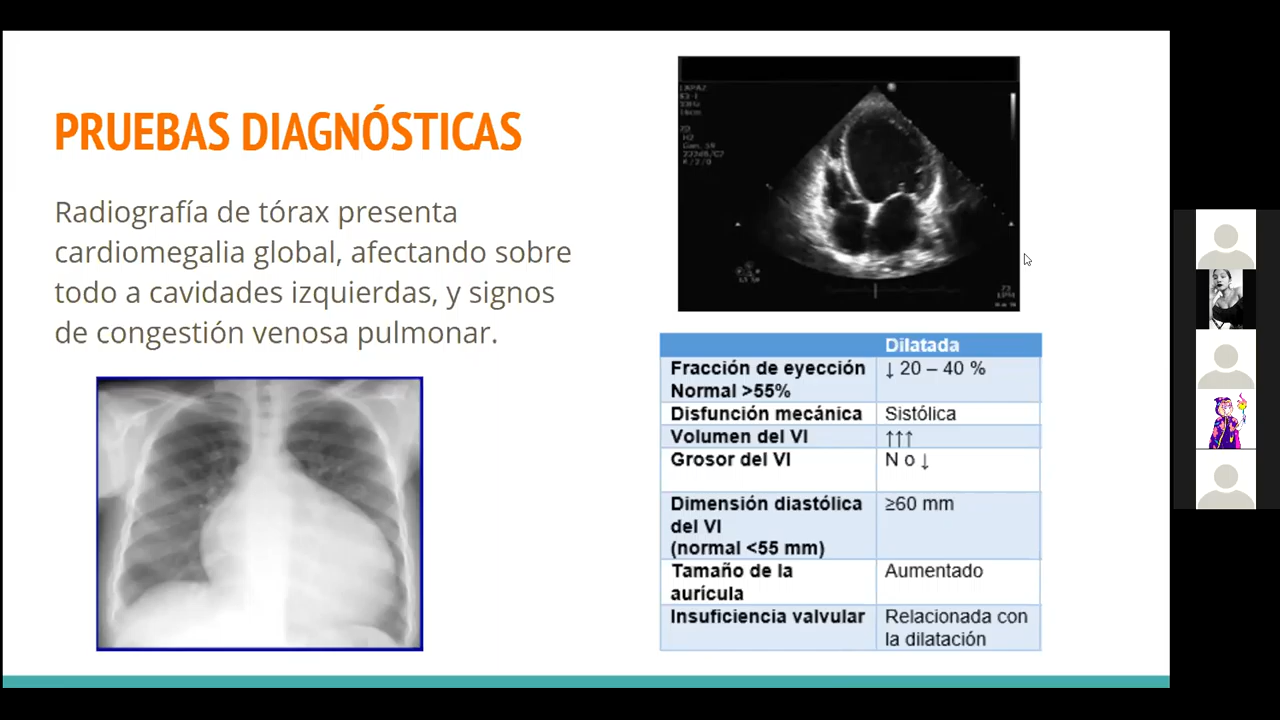 PRUEBAS DIAGNÓSTICAS
Radiografía de tórax presenta
cardiomegalia global, afectando sobre
todo a cavidades izquierdas, y signos
de congestión venosa pulmonar.
Dilatada
Fracción de eyección ↓ 20 – 40 %
Normal >55%
Disfunción mecánica Sistólica
Volumen del VI ↑↑↑
Grosor del VI N o ↓
Dimensión diastólica ≥60 mm
del VI
(normal <55 mm)
Tamaño de la Aumentado
aurícula
Insuficiencia valvular Relacionada con
la dilatación